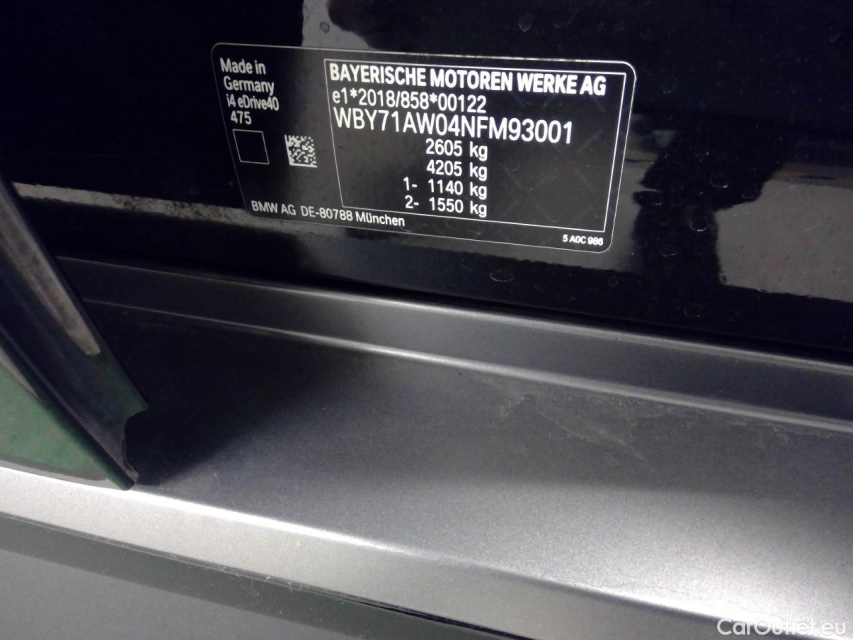 Made in
Germany
i4 eDrive40
475
BAYERISCHE MOTOREN WERKE AG
e1*2018/858*00122
WBY71AW04NFM93001
2605 kg
4205 kg
1- 1140 kg
2- 1550 kg
BMW AG DE-80788 München
5 A0C 986
CarOutlet.eu